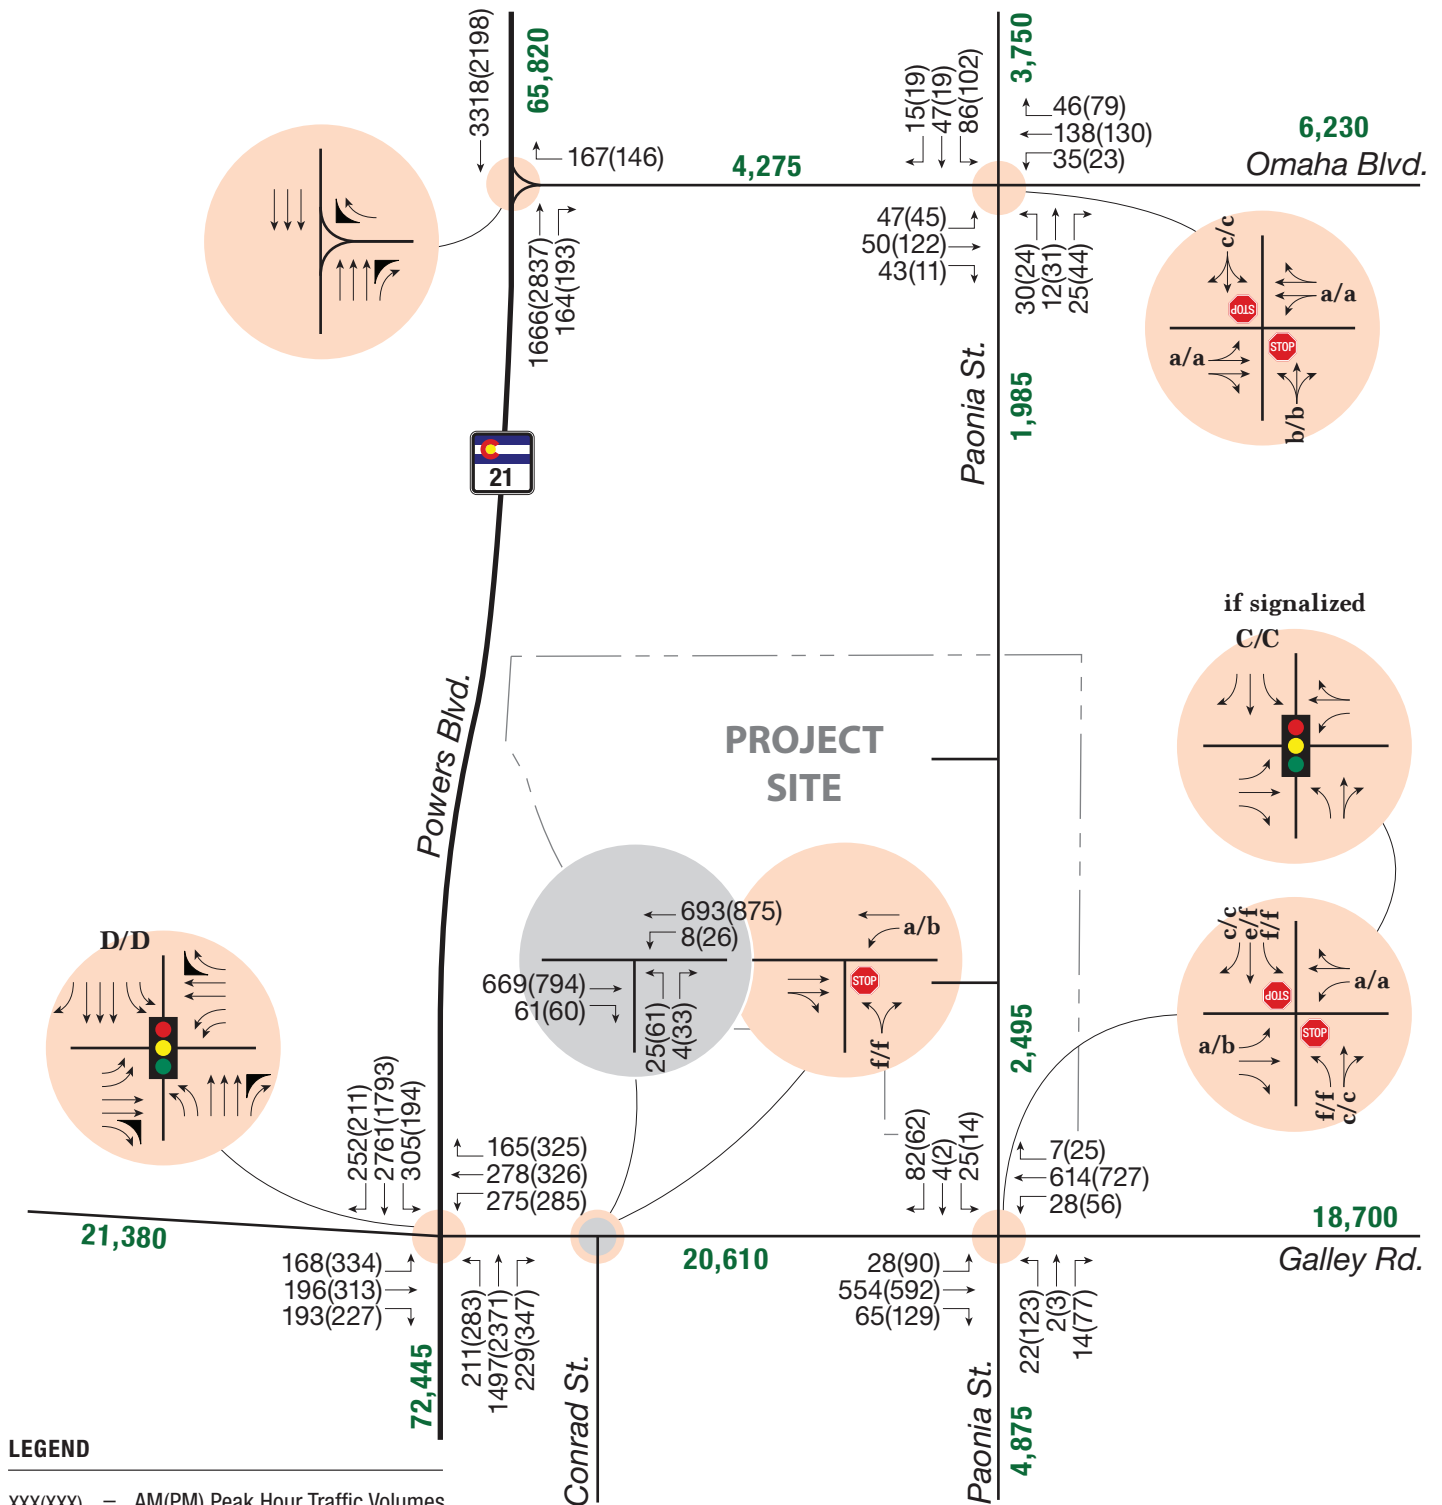 3318(2198)
65,820
167(146)
4,275
15(19)
47(19)
86(102)
3,750
46(79)
138(130)
35(23)
6,230
Omaha Blvd.
47(45)
50(122)
43(11)
1666(2837)
164(193)
30(24)
12(31)
25(44)
c/c
a/a
STOP
STOP
a/a
b/b
Paonia St.
1,985
21
if signalized
C/C
Powers Blvd.
PROJECT
SITE
693(875)
8(26)
669(794)
61(60)
25(61)
4(33)
a/b
STOP
f/f
c/c
e/f
f/f
STOP
a/a
a/b
STOP
f/f
c/c
D/D
2,495
252(211)
2761(1793)
305(194)
165(325)
278(326)
275(285)
82(62)
4(2)
25(14)
7(25)
614(727)
28(56)
21,380
20,610
18,700
Galley Rd.
168(334)
196(313)
193(227)
211(283)
1497(2371)
229(347)
28(90)
554(592)
65(129)
22(123)
2(3)
14(77)
72,445
Conrad St.
Paonia St.
4,875
LEGEND
XXX(XXX) – AM(PM) Peak Hour Traffic Volumes